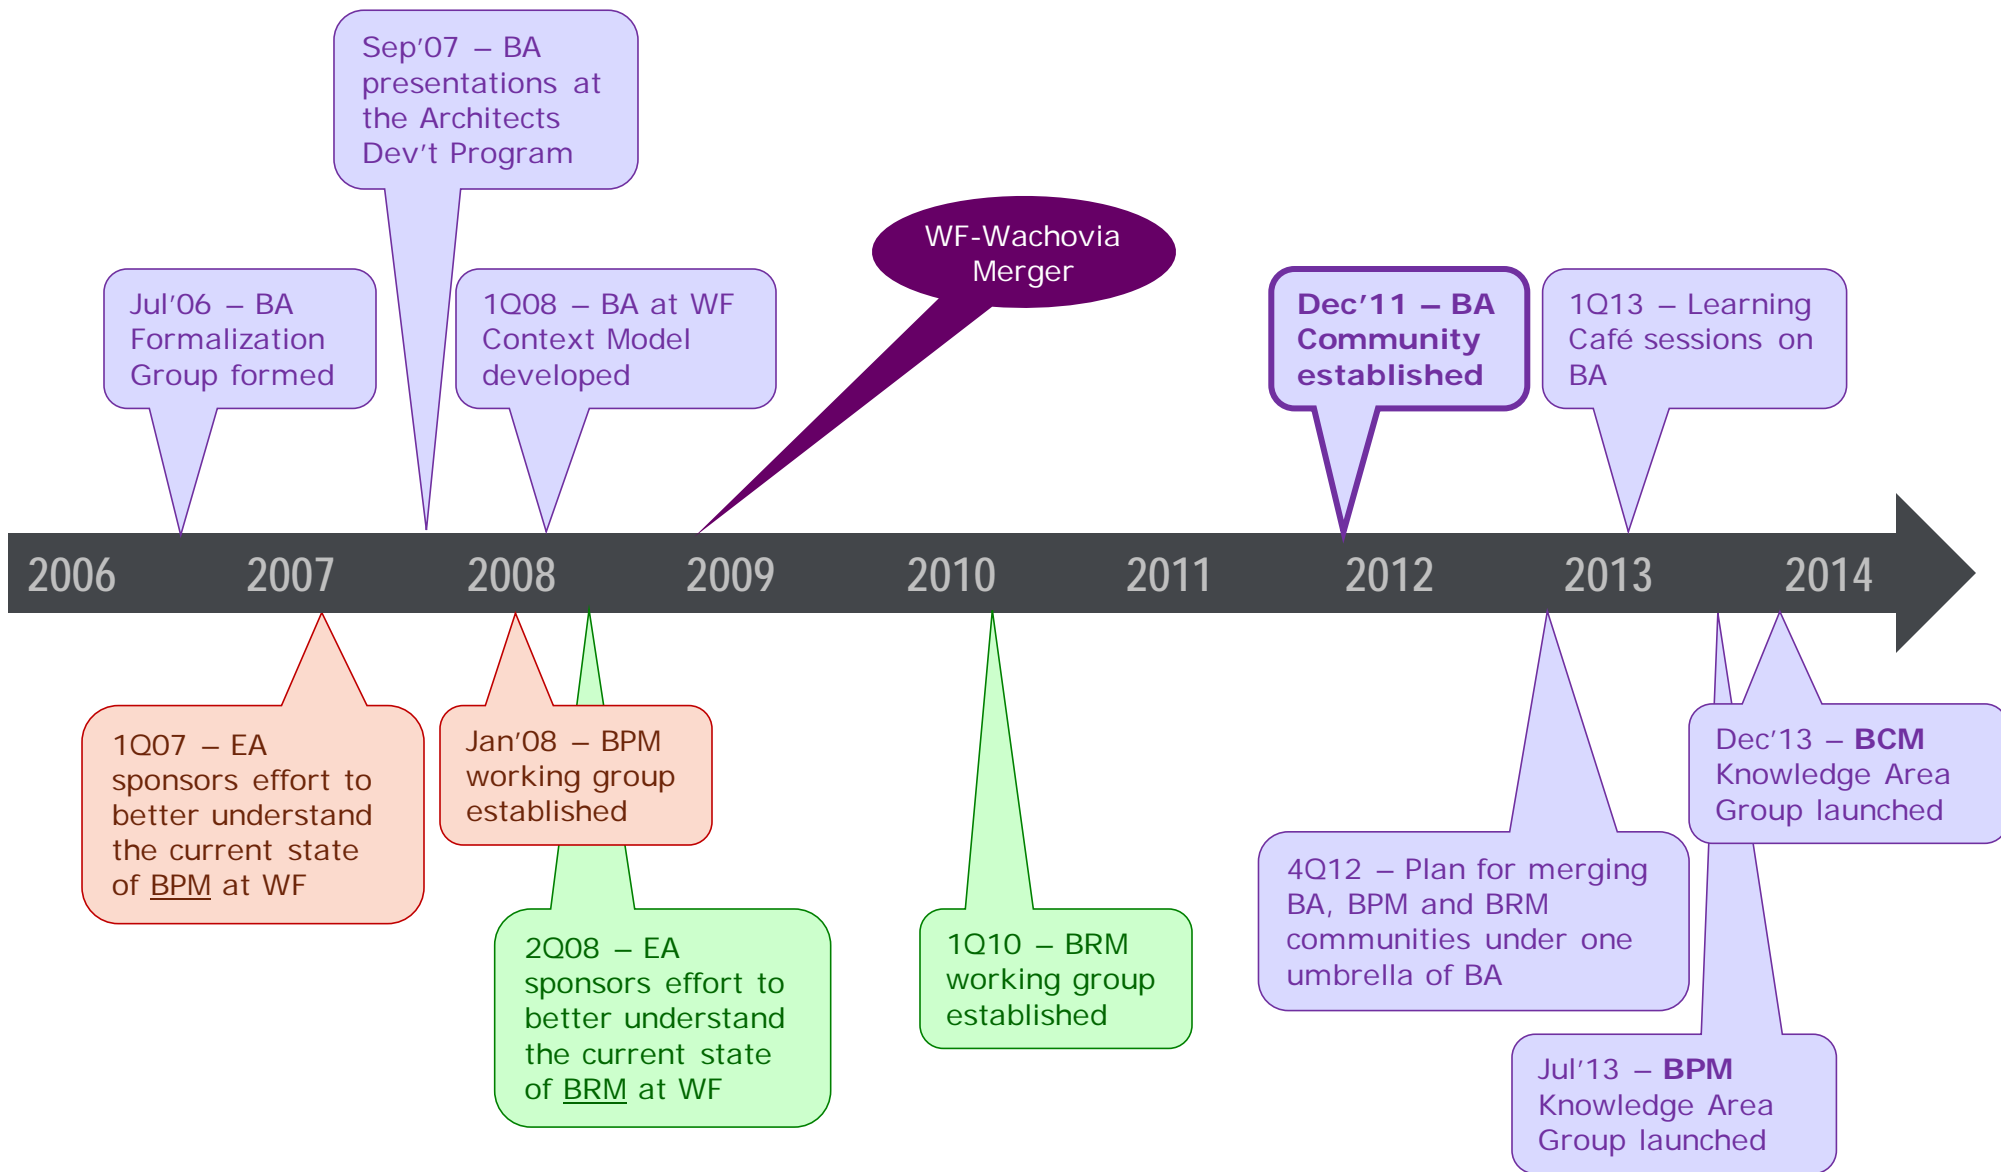 Sep'07 – BA
presentations at
the Architects
Dev't Program
WF-Wachovia
Merger
Jul'06 – BA
Formalization
Group formed
1Q08 – BA at WF
Context Model
developed
Dec'11 – BA
Community
established
1Q13 – Learning
Café sessions on
BA
2006 2007 2008 2009 2010 2011 2012 2013 2014
1Q07 – EA
sponsors effort to
better understand
the current state
of BPM at WF
Jan'08 – BPM
working group
established
2Q08 – EA
sponsors effort to
better understand
the current state
of BRM at WF
1Q10 – BRM
working group
established
4Q12 – Plan for merging
BA, BPM and BRM
communities under one
umbrella of BA
Dec'13 – BCM
Knowledge Area
Group launched
Jul'13 – BPM
Knowledge Area
Group launched